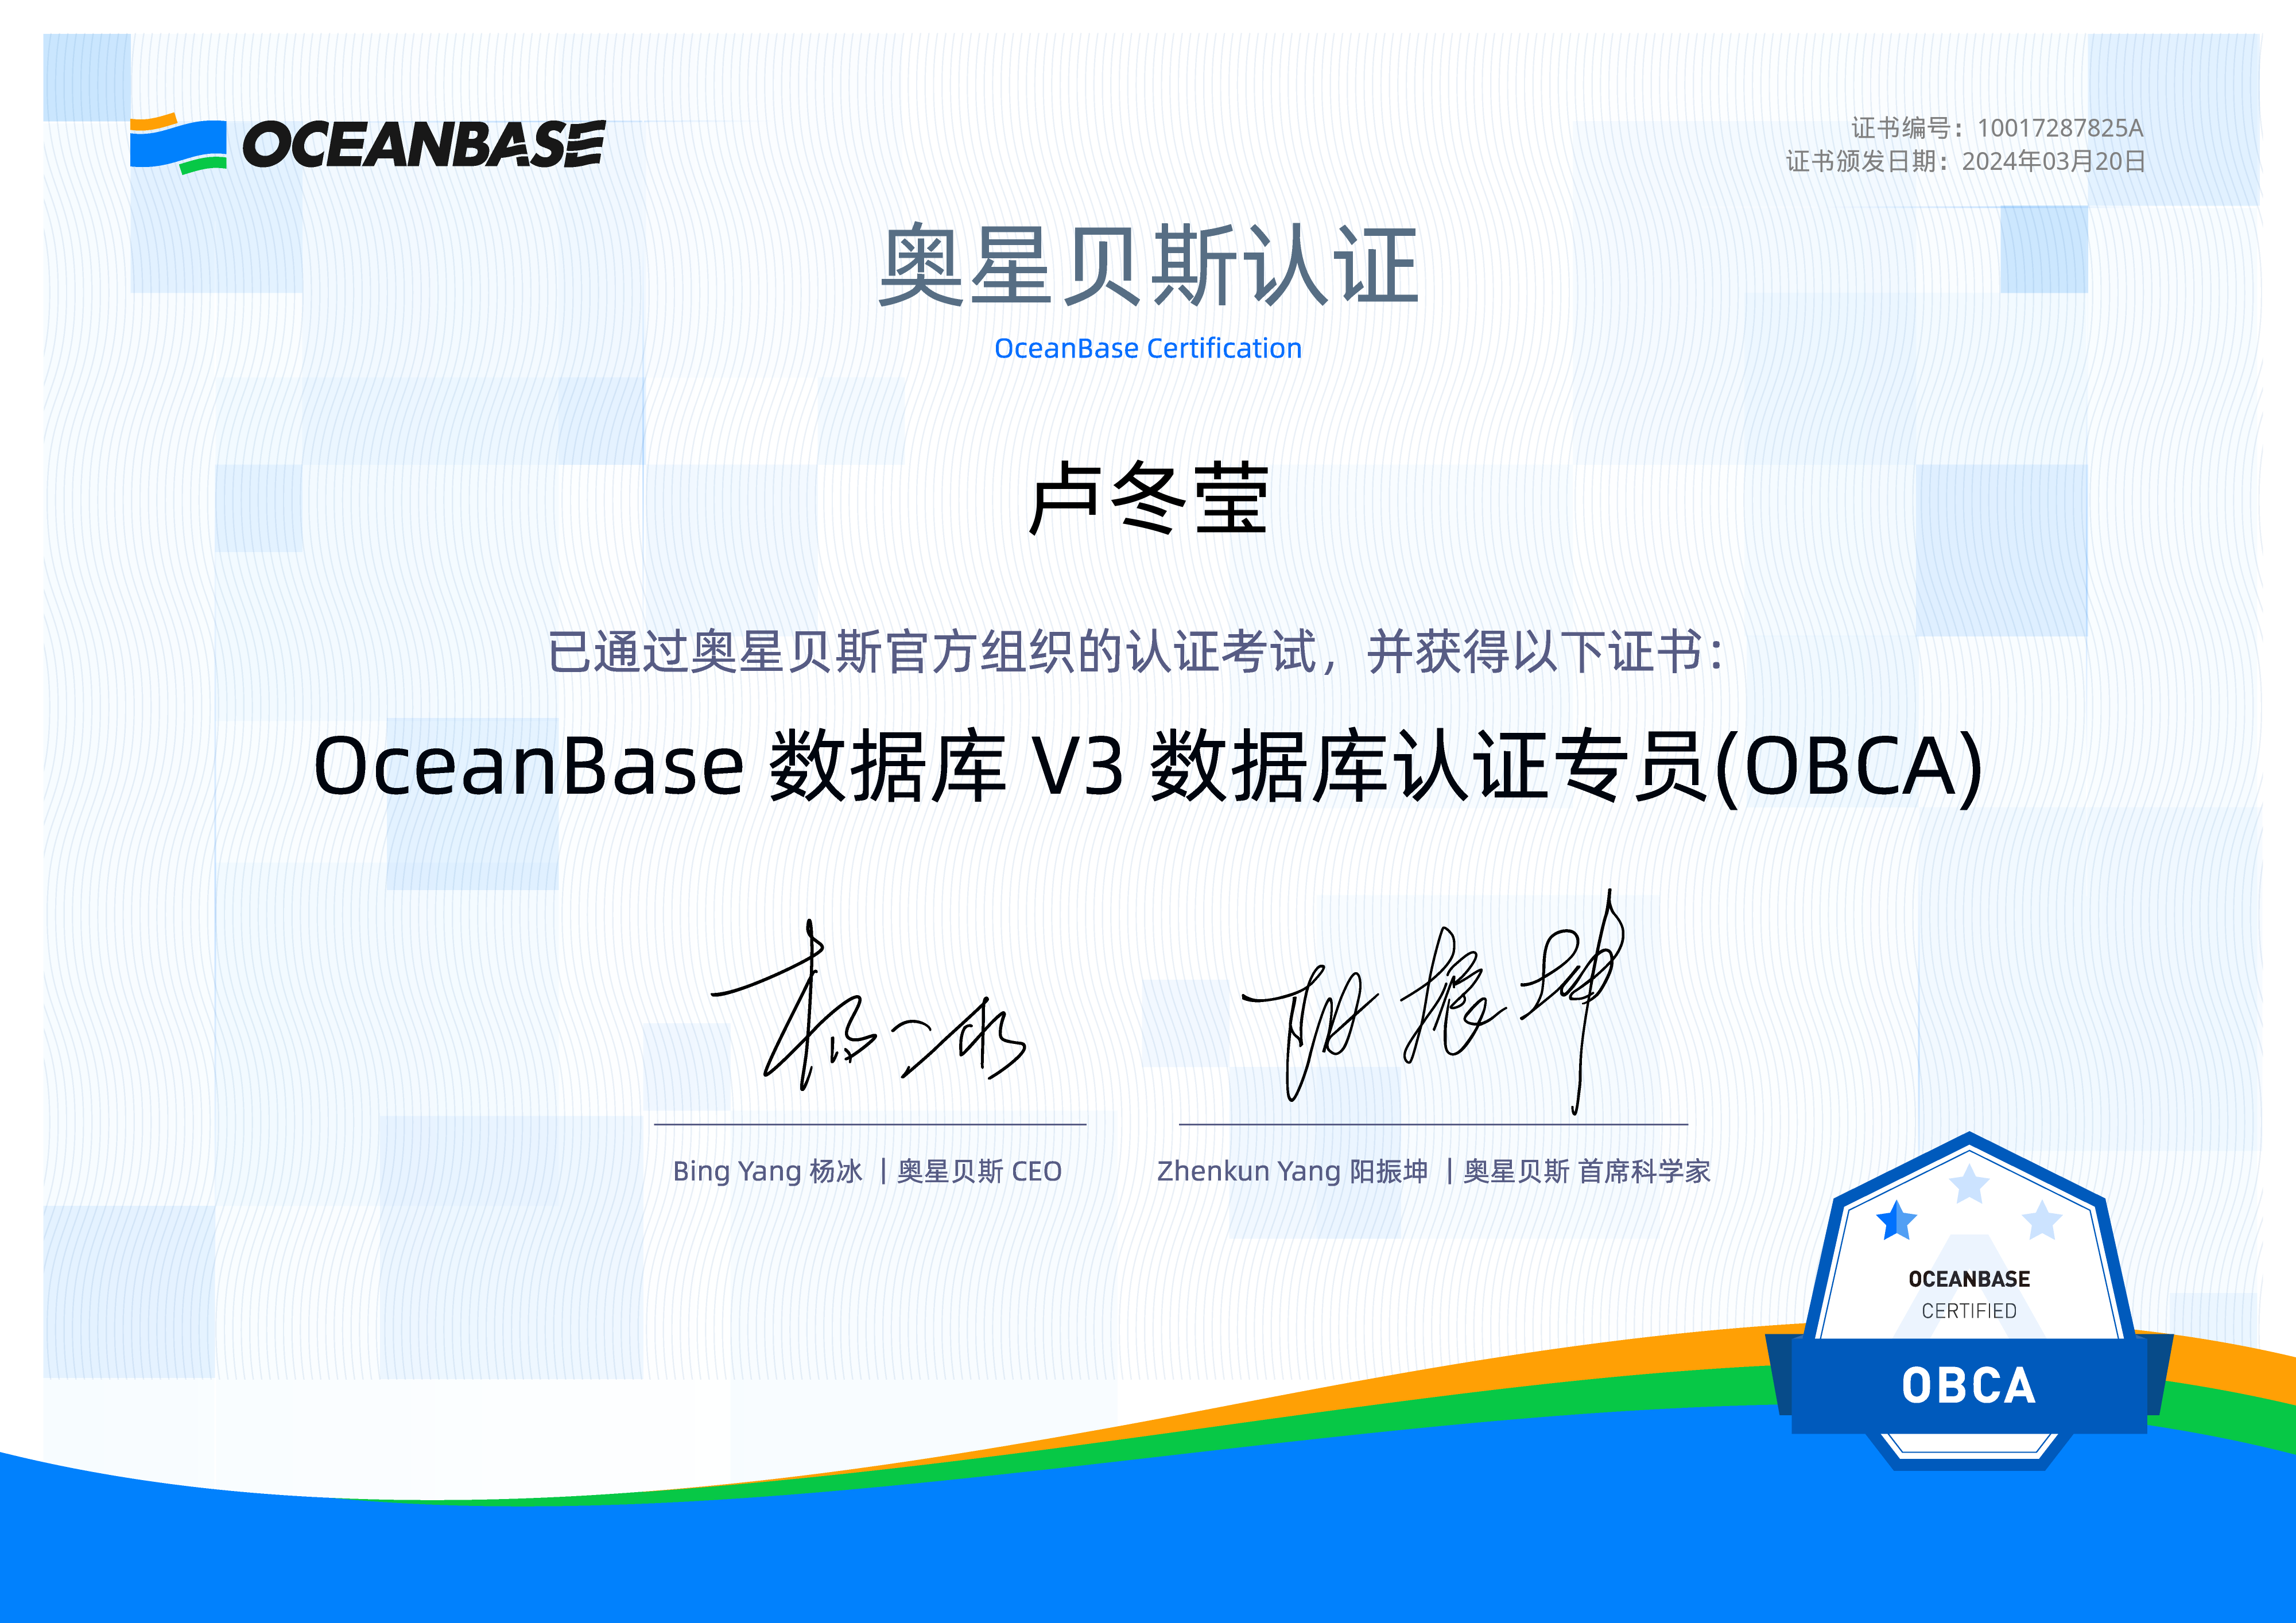 OCEANBASE
证书编号：10017287825A
证书颁发日期：2024年03月20日
奥星贝斯认证
OceanBase Certification
卢冬莹
已通过奥星贝斯官方组织的认证考试，并获得以下证书：
OceanBase 数据库 V3 数据库认证专员(OBCA)
杨冰
阳振坤
Bing Yang 杨冰 ｜奥星贝斯 CEO
Zhenkun Yang 阳振坤 ｜奥星贝斯 首席科学家
OCEANBASE
CERTIFIED
OBCA